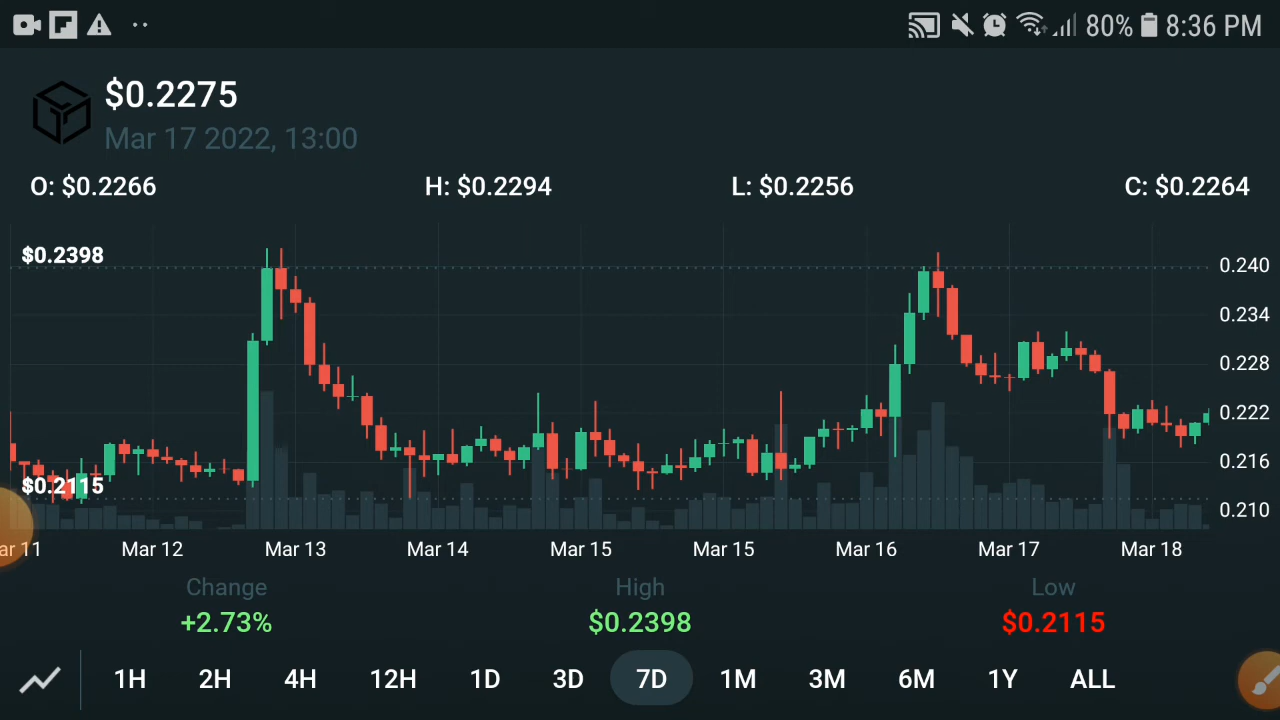 80% 8:36 PM
$0.2275
Mar 17 2022, 13:00
O: $0.2266 H: $0.2294 L: $0.2256 C: $0.2264
$0.2398
0.240
0.234
0.228
0.222
0.216
$0.2115
0.210
ar 11 Mar 12 Mar 13 Mar 14 Mar 15 Mar 15 Mar 16 Mar 17 Mar 18
Change High Low
+2.73% $0.2398 $0.2115
1H 2H 4H 12H 1D 3D 7D 1M 3M 6M 1Y ALL